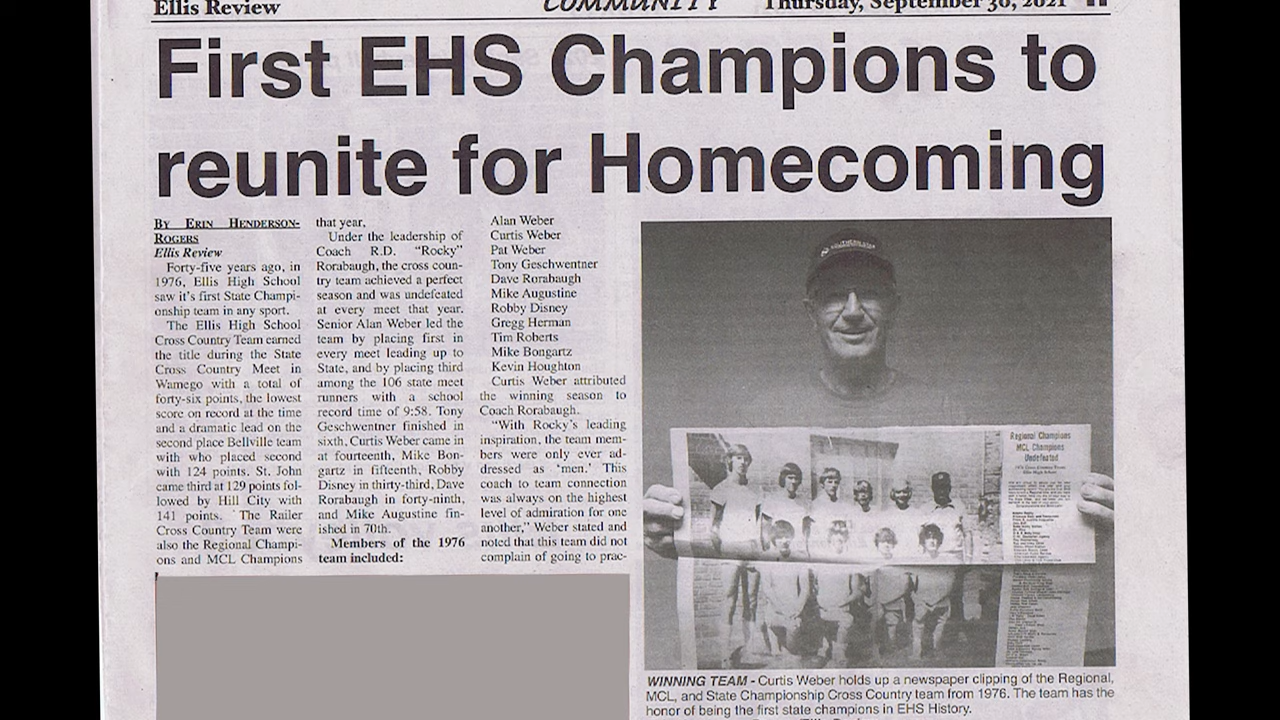 Ellis Review
COMMUNITY
Thursday, September 30, 2021
First EHS Champions to
reunite for Homecoming
BY ERIN HENDERSON-
ROGERS
Ellis Review
Forty-five years ago, in
1976, Ellis High School
saw it's first State Champi-
onship team in any sport.
The Ellis High School
Cross Country Team earned
the title during the State
Cross Country Meet in
Wamego with a total of
forty-six points, the lowest
score on record at the time
and a dramatic lead on the
second place Bellville team
with who placed second
with 124 points. St. John
came third at 129 points fol-
lowed by Hill City with
141 points. The Railer
Cross Country Team were
also the Regional Champi-
ons and MCL Champions
that year,
Under the leadership of
Coach R.D. "Rocky"
Rorabaugh, the cross coun-
try team achieved a perfect
season and was undefeated
at every meet that year.
Senior Alan Weber led the
team by placing first in
every meet leading up to
State, and by placing third
among the 106 state meet
runners with a school
record time of 9:58. Tony
Geschwentner finished in
sixth, Curtis Weber came in
fourteenth, Mike Bon-
gartz in fifteenth, Robby
Disney in thirty-third, Dave
Rorabaugh in forty-ninth,
Mike Augustine fin-
in 70th.
members of the 1976
team included:
Alan Weber
Curtis Weber
Pat Weber
Tony Geschwentner
Dave Rorabaugh
Mike Augustine
Robby Disney
Gregg Herman
Tim Roberts
Mike Bongartz
Kevin Houghton
Curtis Weber attributed
the winning season to
Coach Rorabaugh.
"With Rocky's leading
inspiration, the team mem-
bers were only ever ad-
dressed as 'men.' This
coach to team connection
was always on the highest
level of admiration for one
another," Weber stated and
noted that this team did not
complain of going to prac-
Regional Champions
MCL Champions
Undefeated
WINNING TEAM - Curtis Weber holds up a newspaper clipping of the Regional,
MCL, and State Championship Cross Country team from 1976. The team has the
honor of being the first state champions in EHS History.